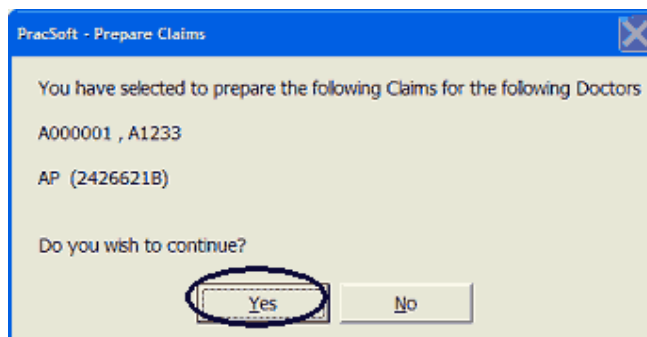 PracSoft - Prepare Claims
You have selected to prepare the following Claims for the following Doctors
A000001 , A1233
AP (2426621B)
Do you wish to continue?
Yes
No